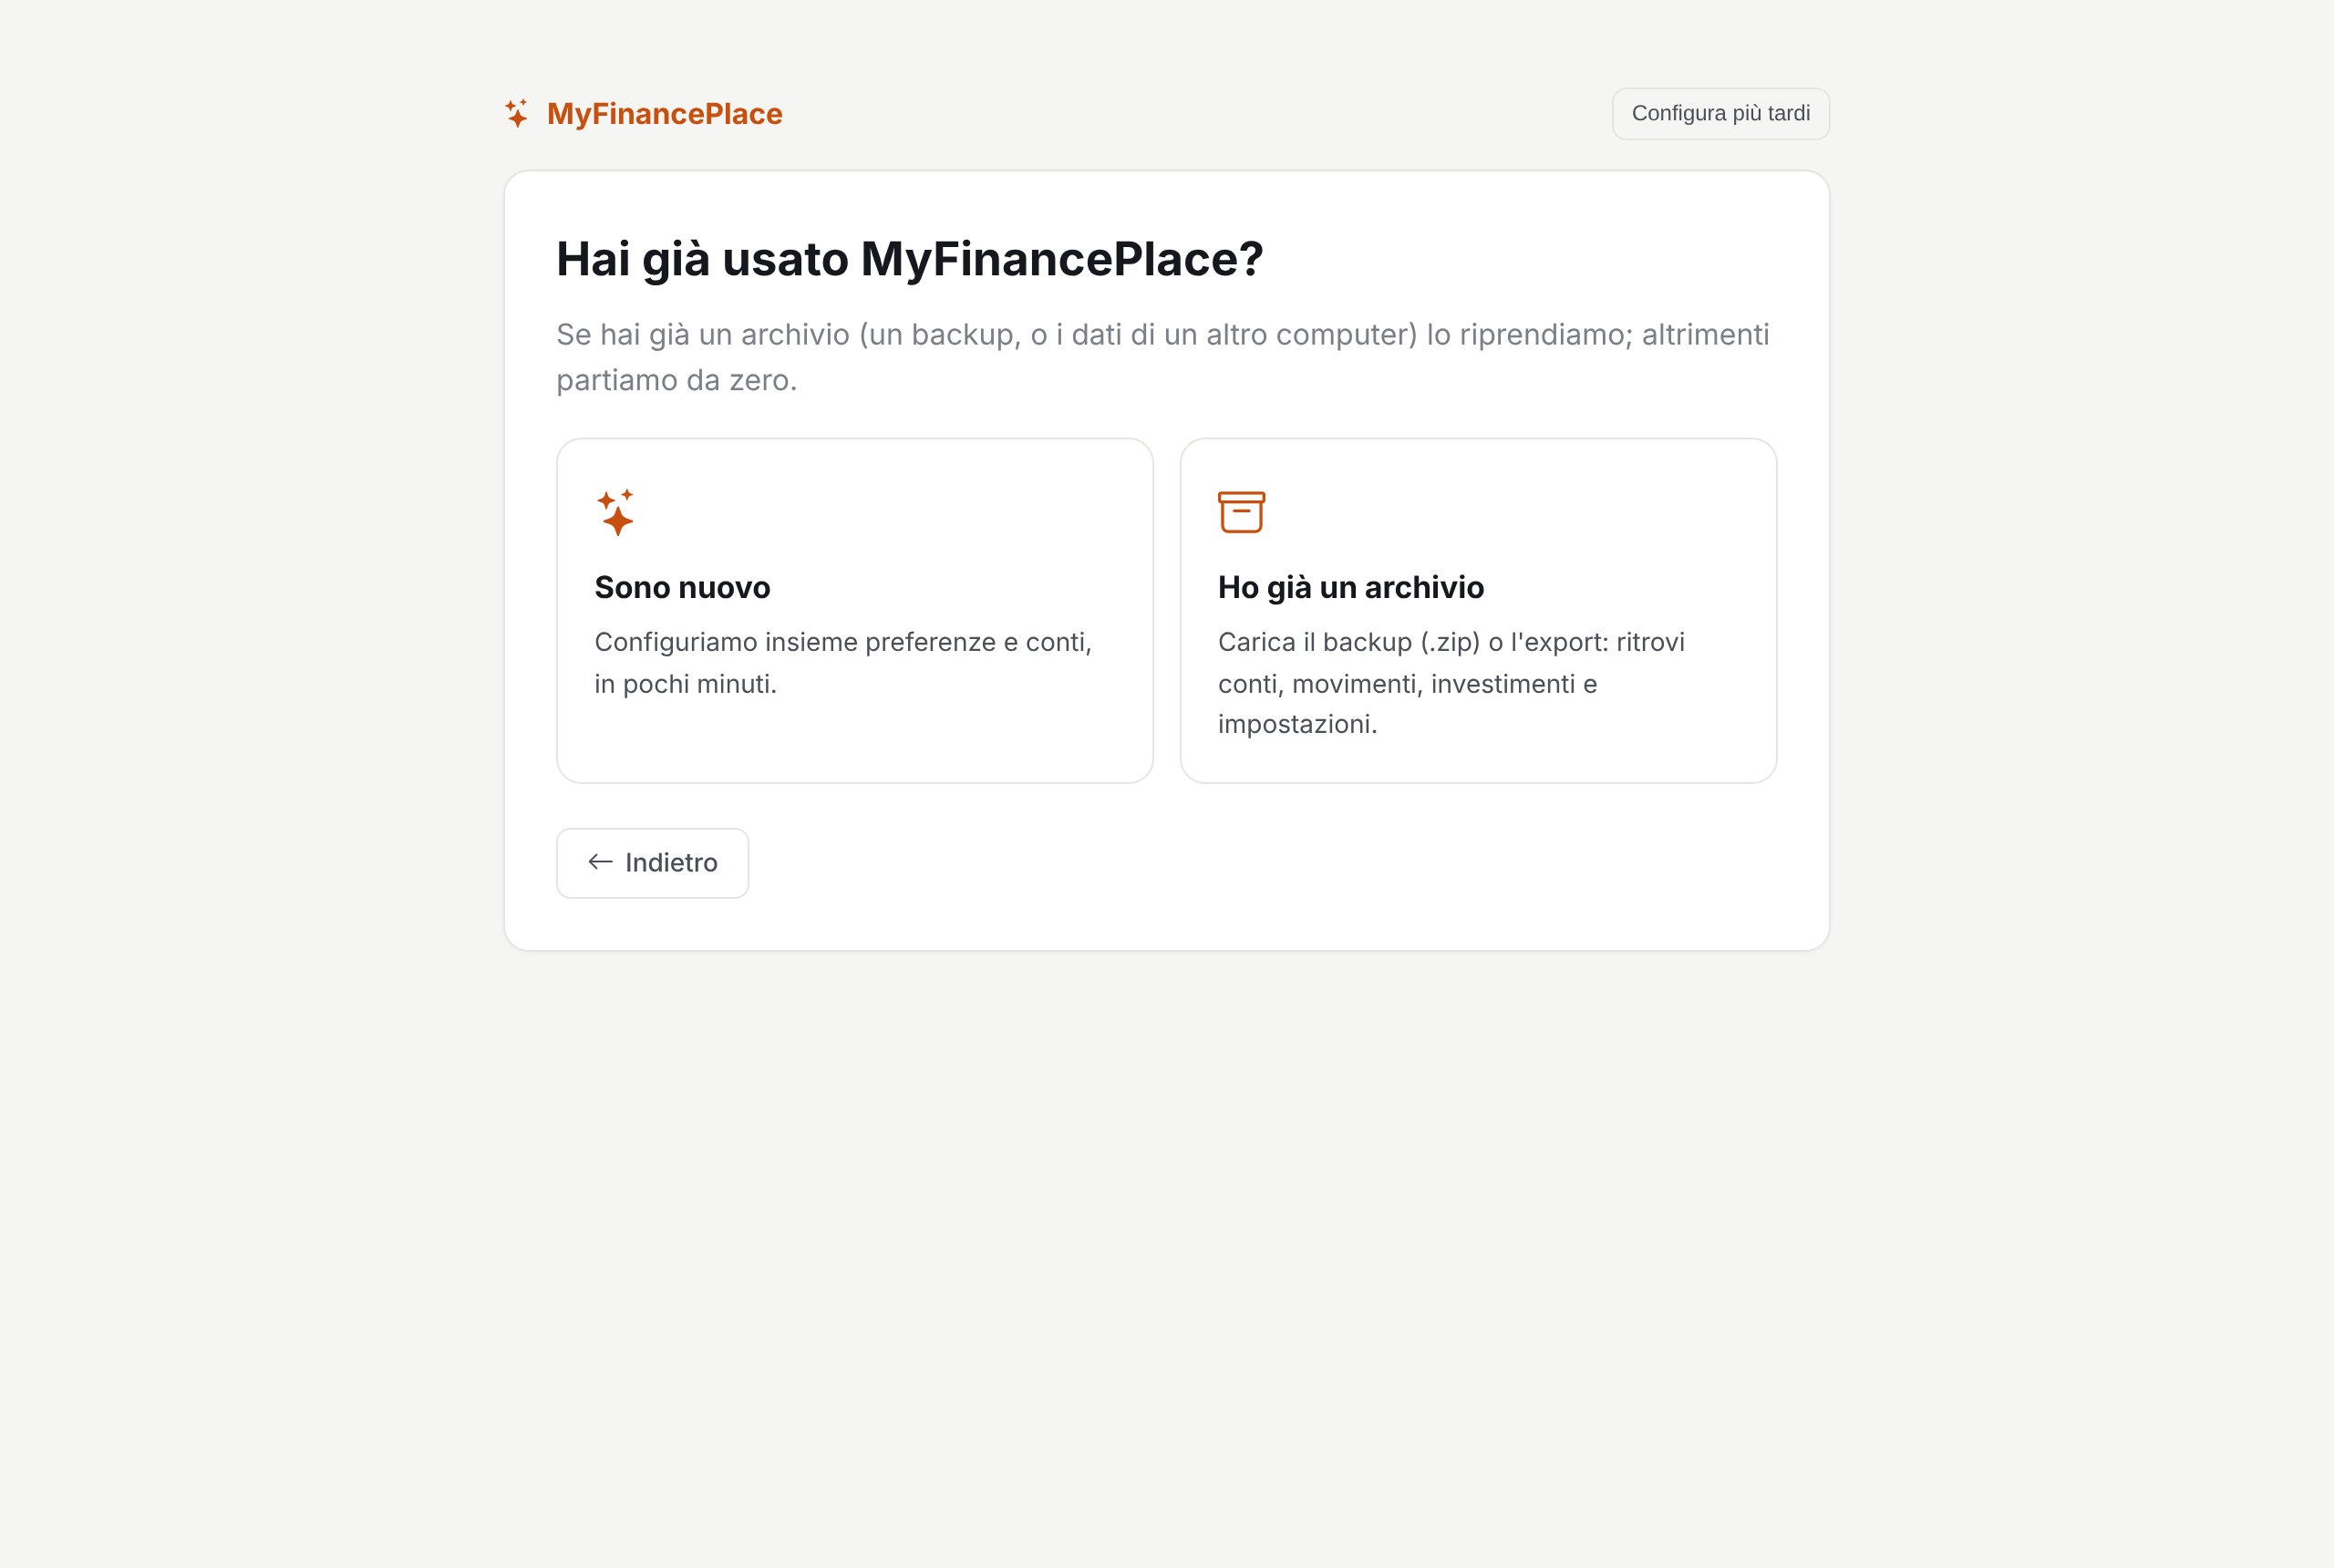 MyFinancePlace
Configura più tardi
Hai già usato MyFinancePlace?
Se hai già un archivio (un backup, o i dati di un altro computer) lo riprendiamo; altrimenti
partiamo da zero.
Sono nuovo
Configuriamo insieme preferenze e conti,
in pochi minuti.
Ho già un archivio
Carica il backup (.zip) o l'export: ritrovi
conti, movimenti, investimenti e
impostazioni.
← Indietro